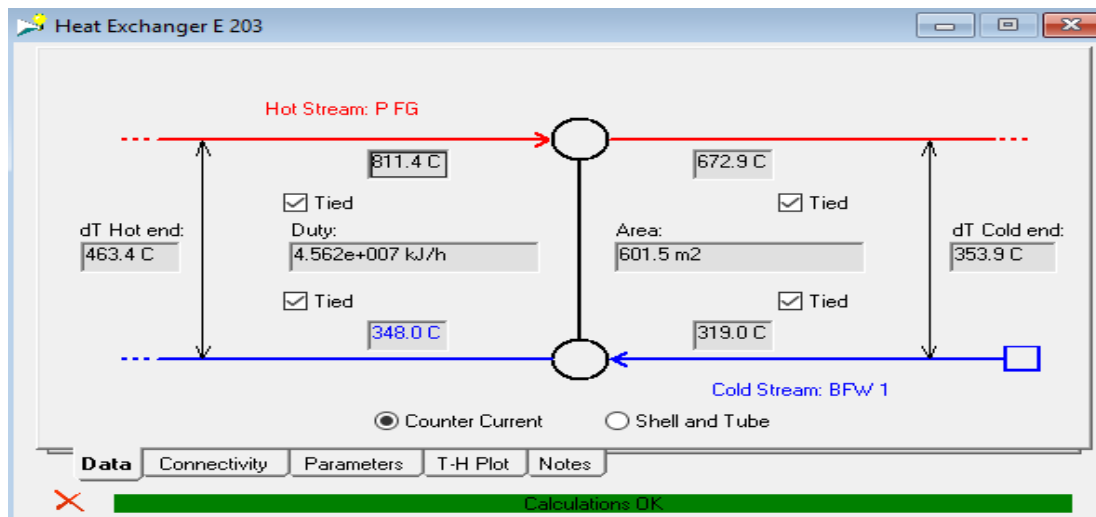 Heat Exchanger E 203
Hot Stream: P FG
811.4 C
672.9 C
Tied
Tied
dT Hot end:
Duty:
Area:
dT Cold end:
463.4 C
4.562e+007 kJ/h
601.5 m2
353.9 C
Tied
Tied
348.0 C
319.0 C
Cold Stream: BFW 1
Counter Current
Shell and Tube
Data
Connectivity
Parameters
T-H Plot
Notes
Calculations OK